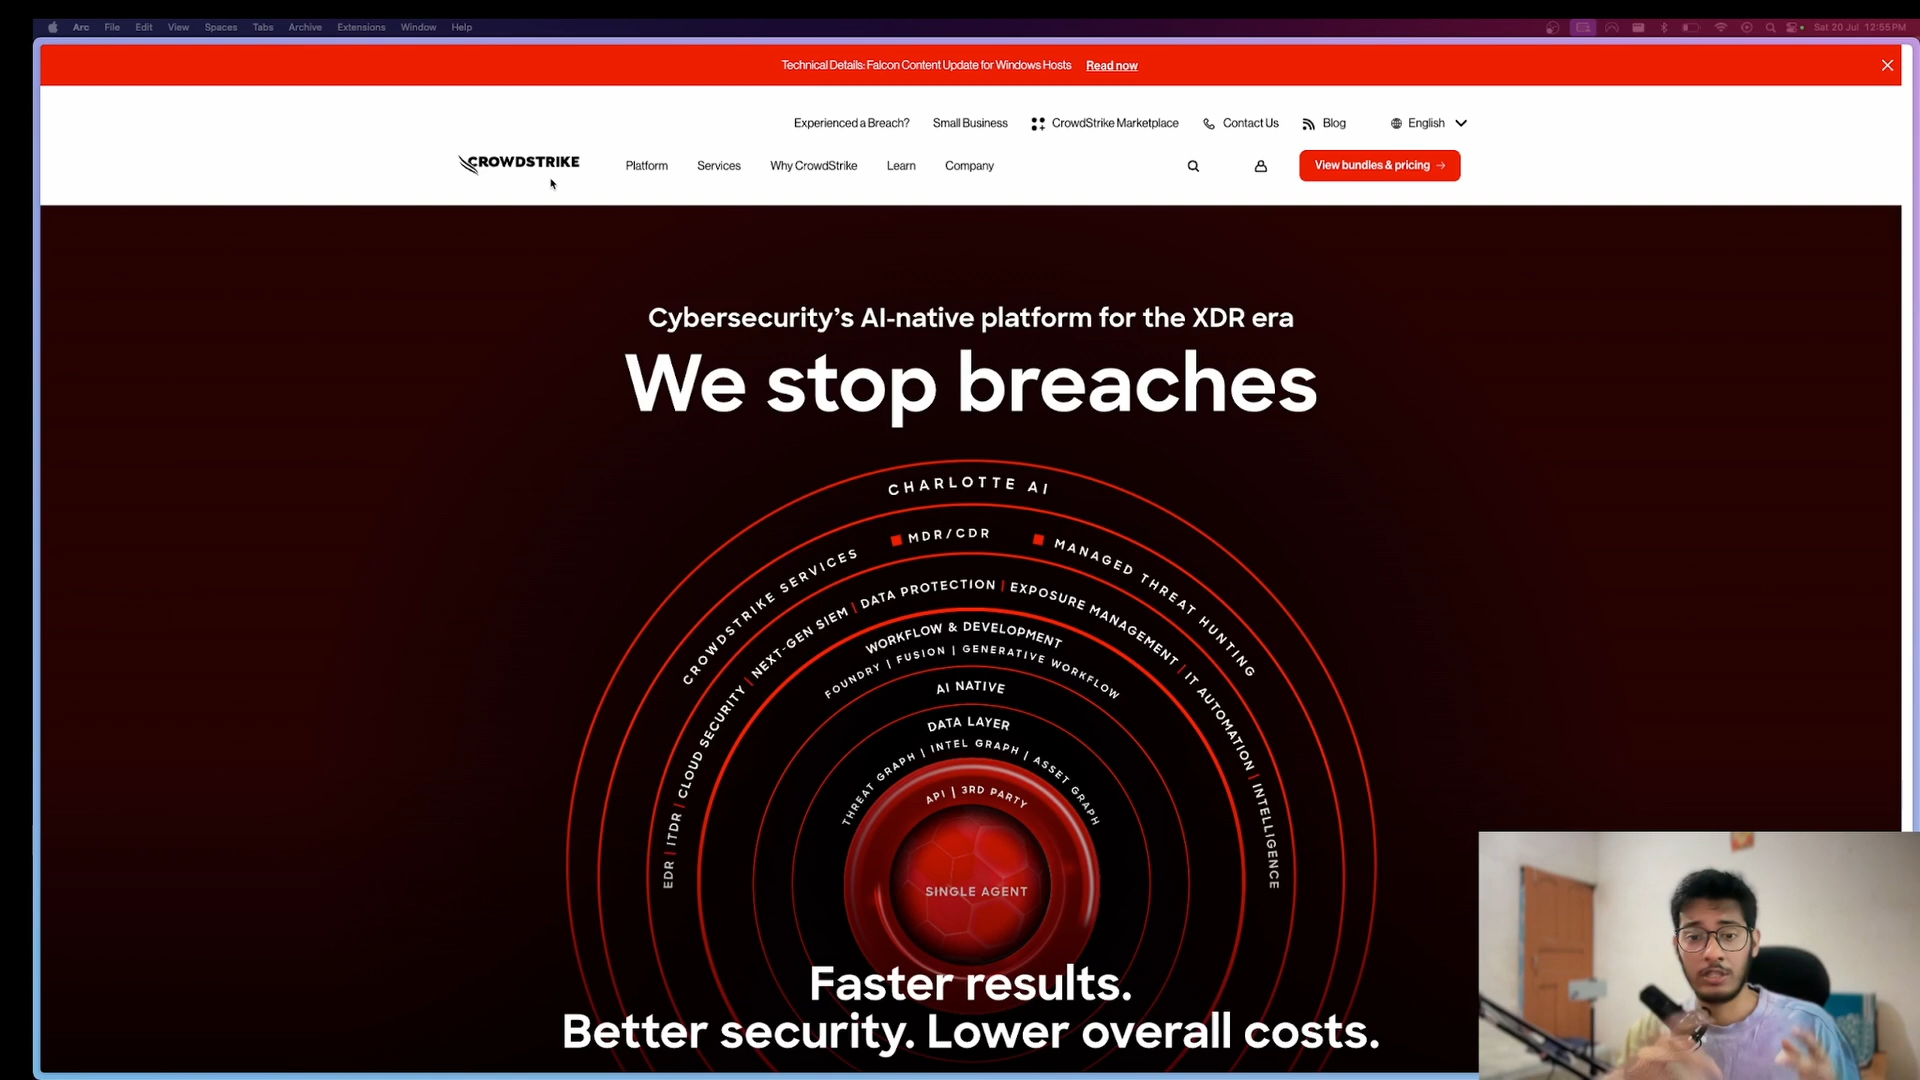 Arc File Edit View Spaces Tabs Archive Extensions Window Help Sat 20 Jul 12:55 PM
Technical Details: Falcon Content Update for Windows Hosts Read now
Experienced a Breach? Small Business CrowdStrike Marketplace Contact Us Blog English
CROWDSTRIKE Platform Services Why CrowdStrike Learn Company View bundles & pricing →
Cybersecurity's AI-native platform for the XDR era
We stop breaches
CHARLOTTE AI
CROWDSTRIKE SERVICES MDR/CDR MANAGED THREAT HUNTING
EDR | ITDR | CLOUD SECURITY | NEXT-GEN SIEM | DATA PROTECTION | EXPOSURE MANAGEMENT | IT AUTOMATION | INTELLIGENCE
WORKFLOW & DEVELOPMENT
FOUNDRY | FUSION | GENERATIVE WORKFLOW
AI NATIVE
DATA LAYER
THREAT GRAPH | INTEL GRAPH | ASSET GRAPH
API | 3RD PARTY
SINGLE AGENT
Faster results.
Better security. Lower overall costs.